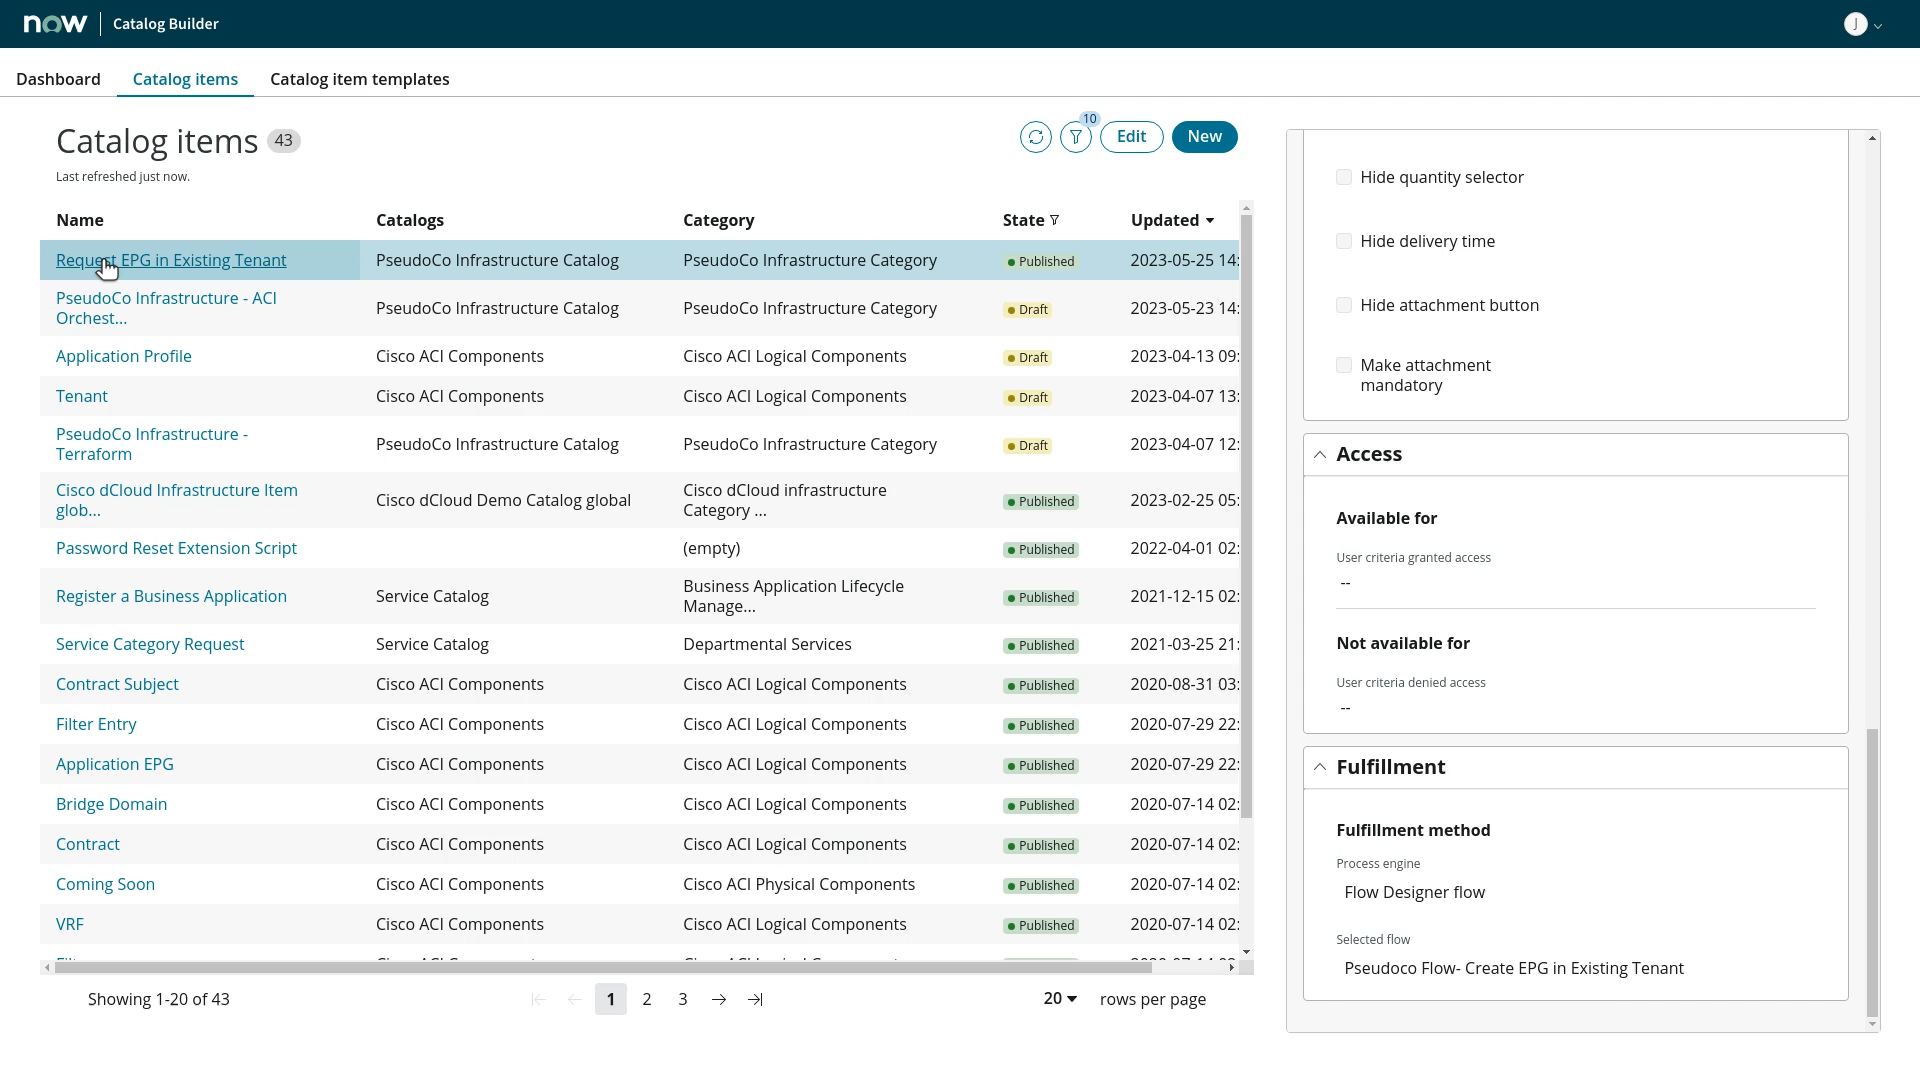 now Catalog Builder
J
Dashboard Catalog items Catalog item templates
Catalog items 43
10
Edit New
Last refreshed just now.
Name Catalogs Category State Updated
Request EPG in Existing Tenant PseudoCo Infrastructure Catalog PseudoCo Infrastructure Category Published 2023-05-25 14:
PseudoCo Infrastructure - ACI
Orchest... PseudoCo Infrastructure Catalog PseudoCo Infrastructure Category Draft 2023-05-23 14:
Application Profile Cisco ACI Components Cisco ACI Logical Components Draft 2023-04-13 09:
Tenant Cisco ACI Components Cisco ACI Logical Components Draft 2023-04-07 13:
PseudoCo Infrastructure -
Terraform PseudoCo Infrastructure Catalog PseudoCo Infrastructure Category Draft 2023-04-07 12:
Cisco dCloud Infrastructure Item
glob... Cisco dCloud Demo Catalog global Cisco dCloud infrastructure
Category ... Published 2023-02-25 05:
Password Reset Extension Script (empty) Published 2022-04-01 02:
Register a Business Application Service Catalog Business Application Lifecycle
Manage... Published 2021-12-15 02:
Service Category Request Service Catalog Departmental Services Published 2021-03-25 21:
Contract Subject Cisco ACI Components Cisco ACI Logical Components Published 2020-08-31 03:
Filter Entry Cisco ACI Components Cisco ACI Logical Components Published 2020-07-29 22:
Application EPG Cisco ACI Components Cisco ACI Logical Components Published 2020-07-29 22:
Bridge Domain Cisco ACI Components Cisco ACI Logical Components Published 2020-07-14 02:
Contract Cisco ACI Components Cisco ACI Logical Components Published 2020-07-14 02:
Coming Soon Cisco ACI Components Cisco ACI Physical Components Published 2020-07-14 02:
VRF Cisco ACI Components Cisco ACI Logical Components Published 2020-07-14 02:
Showing 1-20 of 43 1 2 3 20 rows per page
Hide quantity selector
Hide delivery time
Hide attachment button
Make attachment
mandatory
Access
Available for
User criteria granted access
--
Not available for
User criteria denied access
--
Fulfillment
Fulfillment method
Process engine
Flow Designer flow
Selected flow
Pseudoco Flow- Create EPG in Existing Tenant